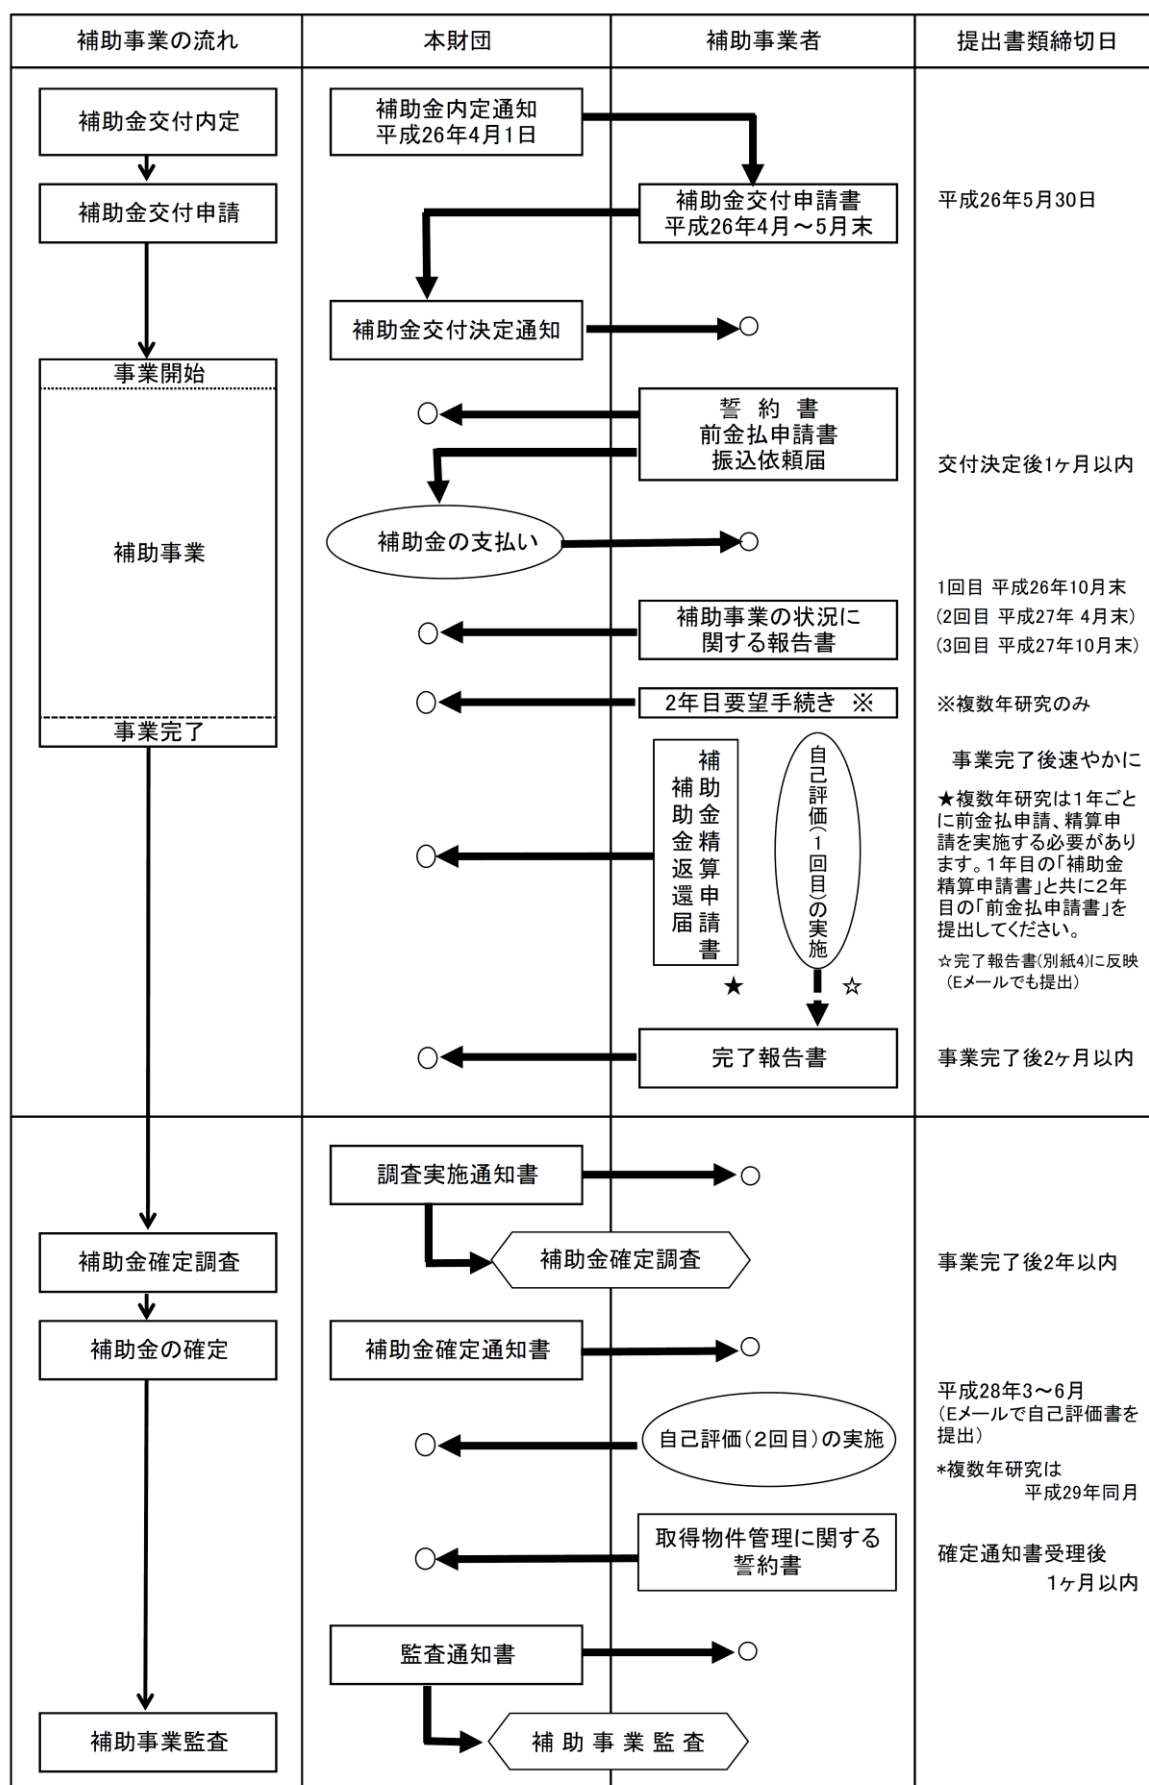 補助事業の流れ
本財団
補助事業者
提出書類締切日
補助金交付内定
補助金内定通知
平成26年4月1日
補助金交付申請
補助金交付申請書
平成26年4月～5月末
平成26年5月30日
補助金交付決定通知
事業開始
誓 約 書
前金払申請書
振込依頼届
交付決定後1ヶ月以内
補助事業
補助金の支払い
1回目 平成26年10月末
(2回目 平成27年 4月末)
(3回目 平成27年10月末)
補助事業の状況に
関する報告書
2年目要望手続き ※
※複数年研究のみ
事業完了
補助金精算申請書
補助金返還届
自己評価(1回目)の実施
事業完了後速やかに
★複数年研究は1年ごと
に前金払申請、精算申
請を実施する必要があり
ます。1年目の「補助金
精算申請書」と共に2年
目の「前金払申請書」を
提出してください。
☆完了報告書(別紙4)に反映
(Eメールでも提出)
★
☆
完了報告書
事業完了後2ヶ月以内
調査実施通知書
補助金確定調査
補助金確定調査
事業完了後2年以内
補助金の確定
補助金確定通知書
平成28年3～6月
(Eメールで自己評価書を
提出)
自己評価(2回目)の実施
*複数年研究は
平成29年同月
取得物件管理に関する
誓約書
確定通知書受理後
1ヶ月以内
監査通知書
補助事業監査
補 助 事 業 監 査